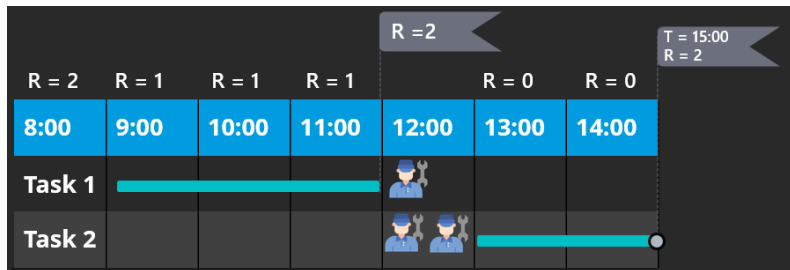 R =2
T = 15:00
R = 2
R = 2 R = 1 R = 1 R = 1 R = 0 R = 0
8:00 9:00 10:00 11:00 12:00 13:00 14:00
Task 1
Task 2